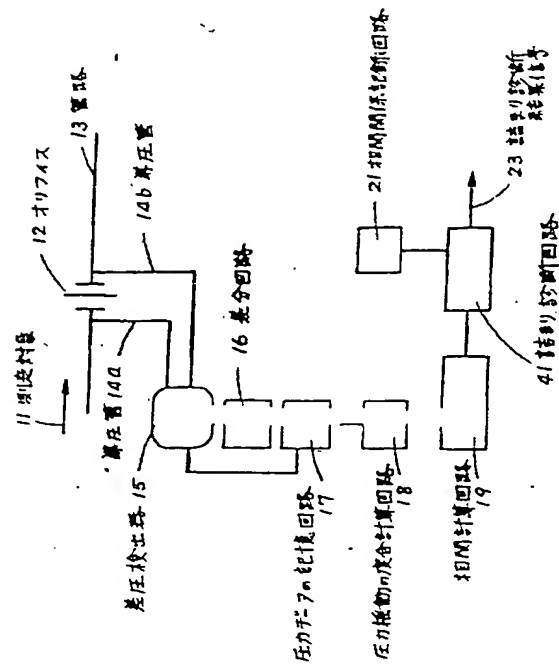 11 測定対象
12 オリフィス
13 管路
導圧管 14a
14b 導圧管
差圧検出器 15
16 差分回路
圧力データの記憶回路
17
圧力揺動の度合計算回路
18
相関計算回路
19
21 相関関係記憶回路
41 詰まり診断回路
23 詰まり診断
結果信号